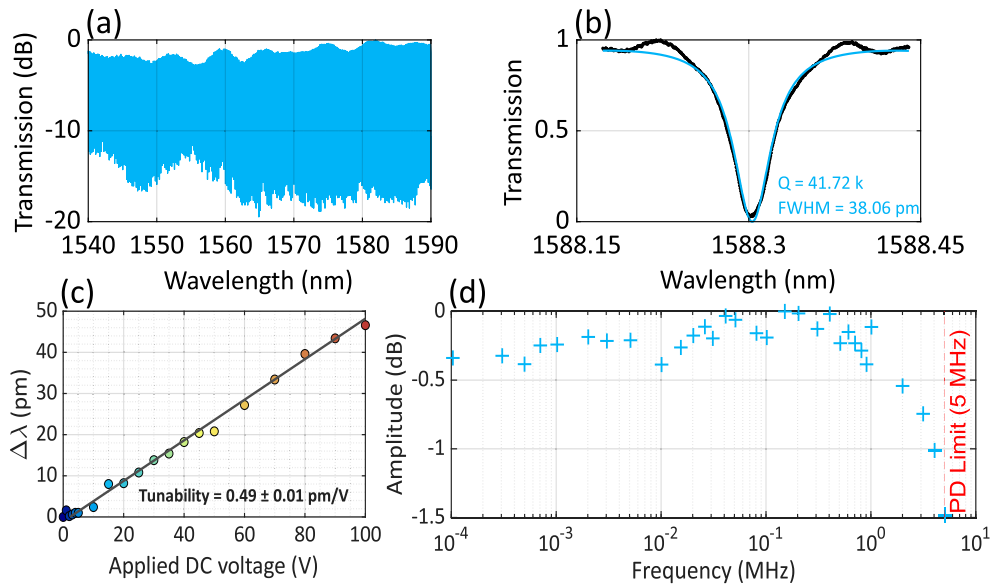 (a)
Transmission (dB)
0
-10
-20
1540 1550 1560 1570 1580 1590
Wavelength (nm)
(b)
Transmission
1
0.5
0
Q = 41.72 k
FWHM = 38.06 pm
1588.15 1588.3 1588.45
Wavlength (nm)
(c)
Δλ (pm)
50
40
30
20
10
0
Tunability = 0.49 ± 0.01 pm/V
0 20 40 60 80 100
Applied DC voltage (V)
(d)
Amplitude (dB)
0
-0.5
-1
-1.5
PD Limit (5 MHz)
10⁻⁴ 10⁻³ 10⁻² 10⁻¹ 10⁰ 10¹
Frequency (MHz)